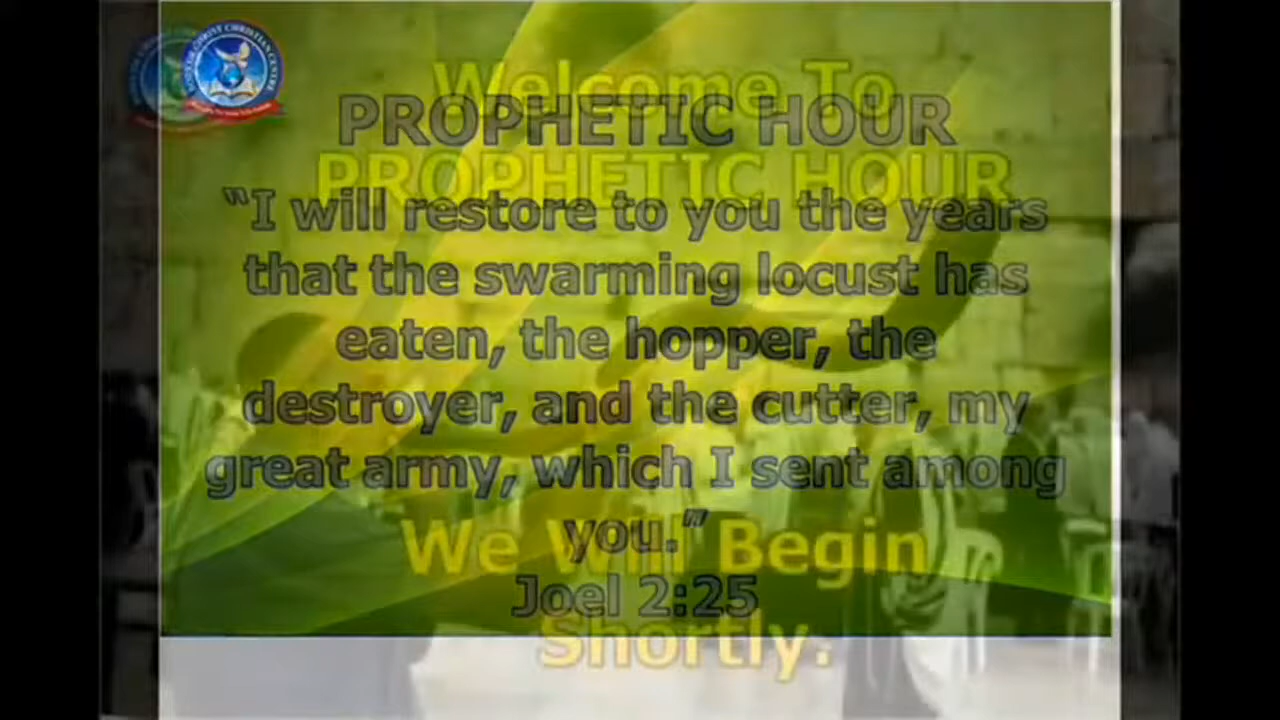 Welcome To
PROPHETIC HOUR
PROPHETIC HOUR
“I will restore to you the years
that the swarming locust has
eaten, the hopper, the
destroyer, and the cutter, my
great army, which I sent among
you.”
We Will Begin
Joel 2:25
Shortly.